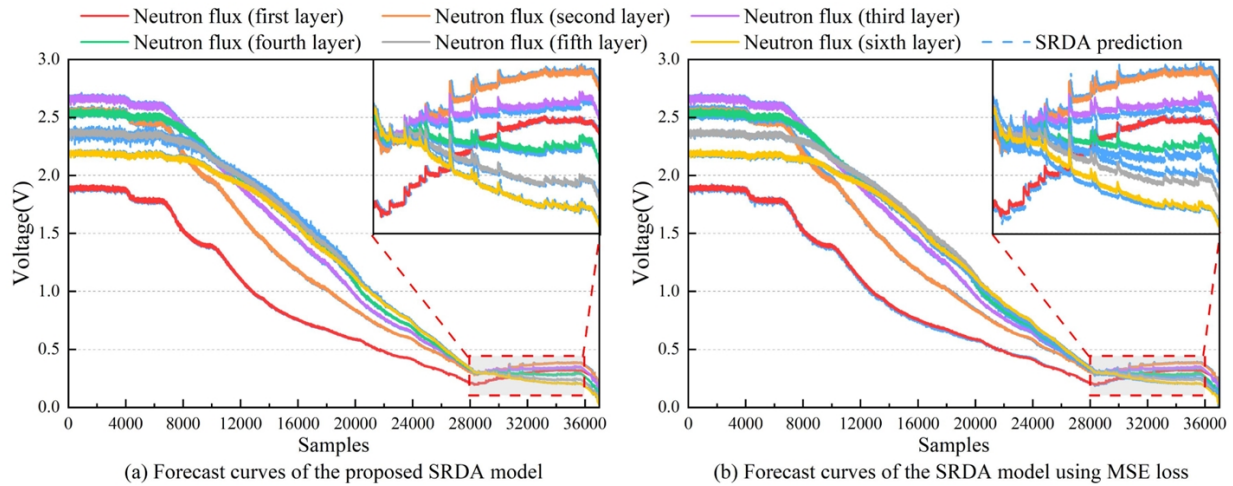 Neutron flux (first layer) Neutron flux (second layer) Neutron flux (third layer)
Neutron flux (fourth layer) Neutron flux (fifth layer) Neutron flux (sixth layer) SRDA prediction
3.0
2.5
2.0
1.5
1.0
0.5
0.0
Voltage(V)
0 4000 8000 12000 16000 20000 24000 28000 32000 36000
Samples
(a) Forecast curves of the proposed SRDA model
3.0
2.5
2.0
1.5
1.0
0.5
0.0
Voltage(V)
0 4000 8000 12000 16000 20000 24000 28000 32000 36000
Samples
(b) Forecast curves of the SRDA model using MSE loss